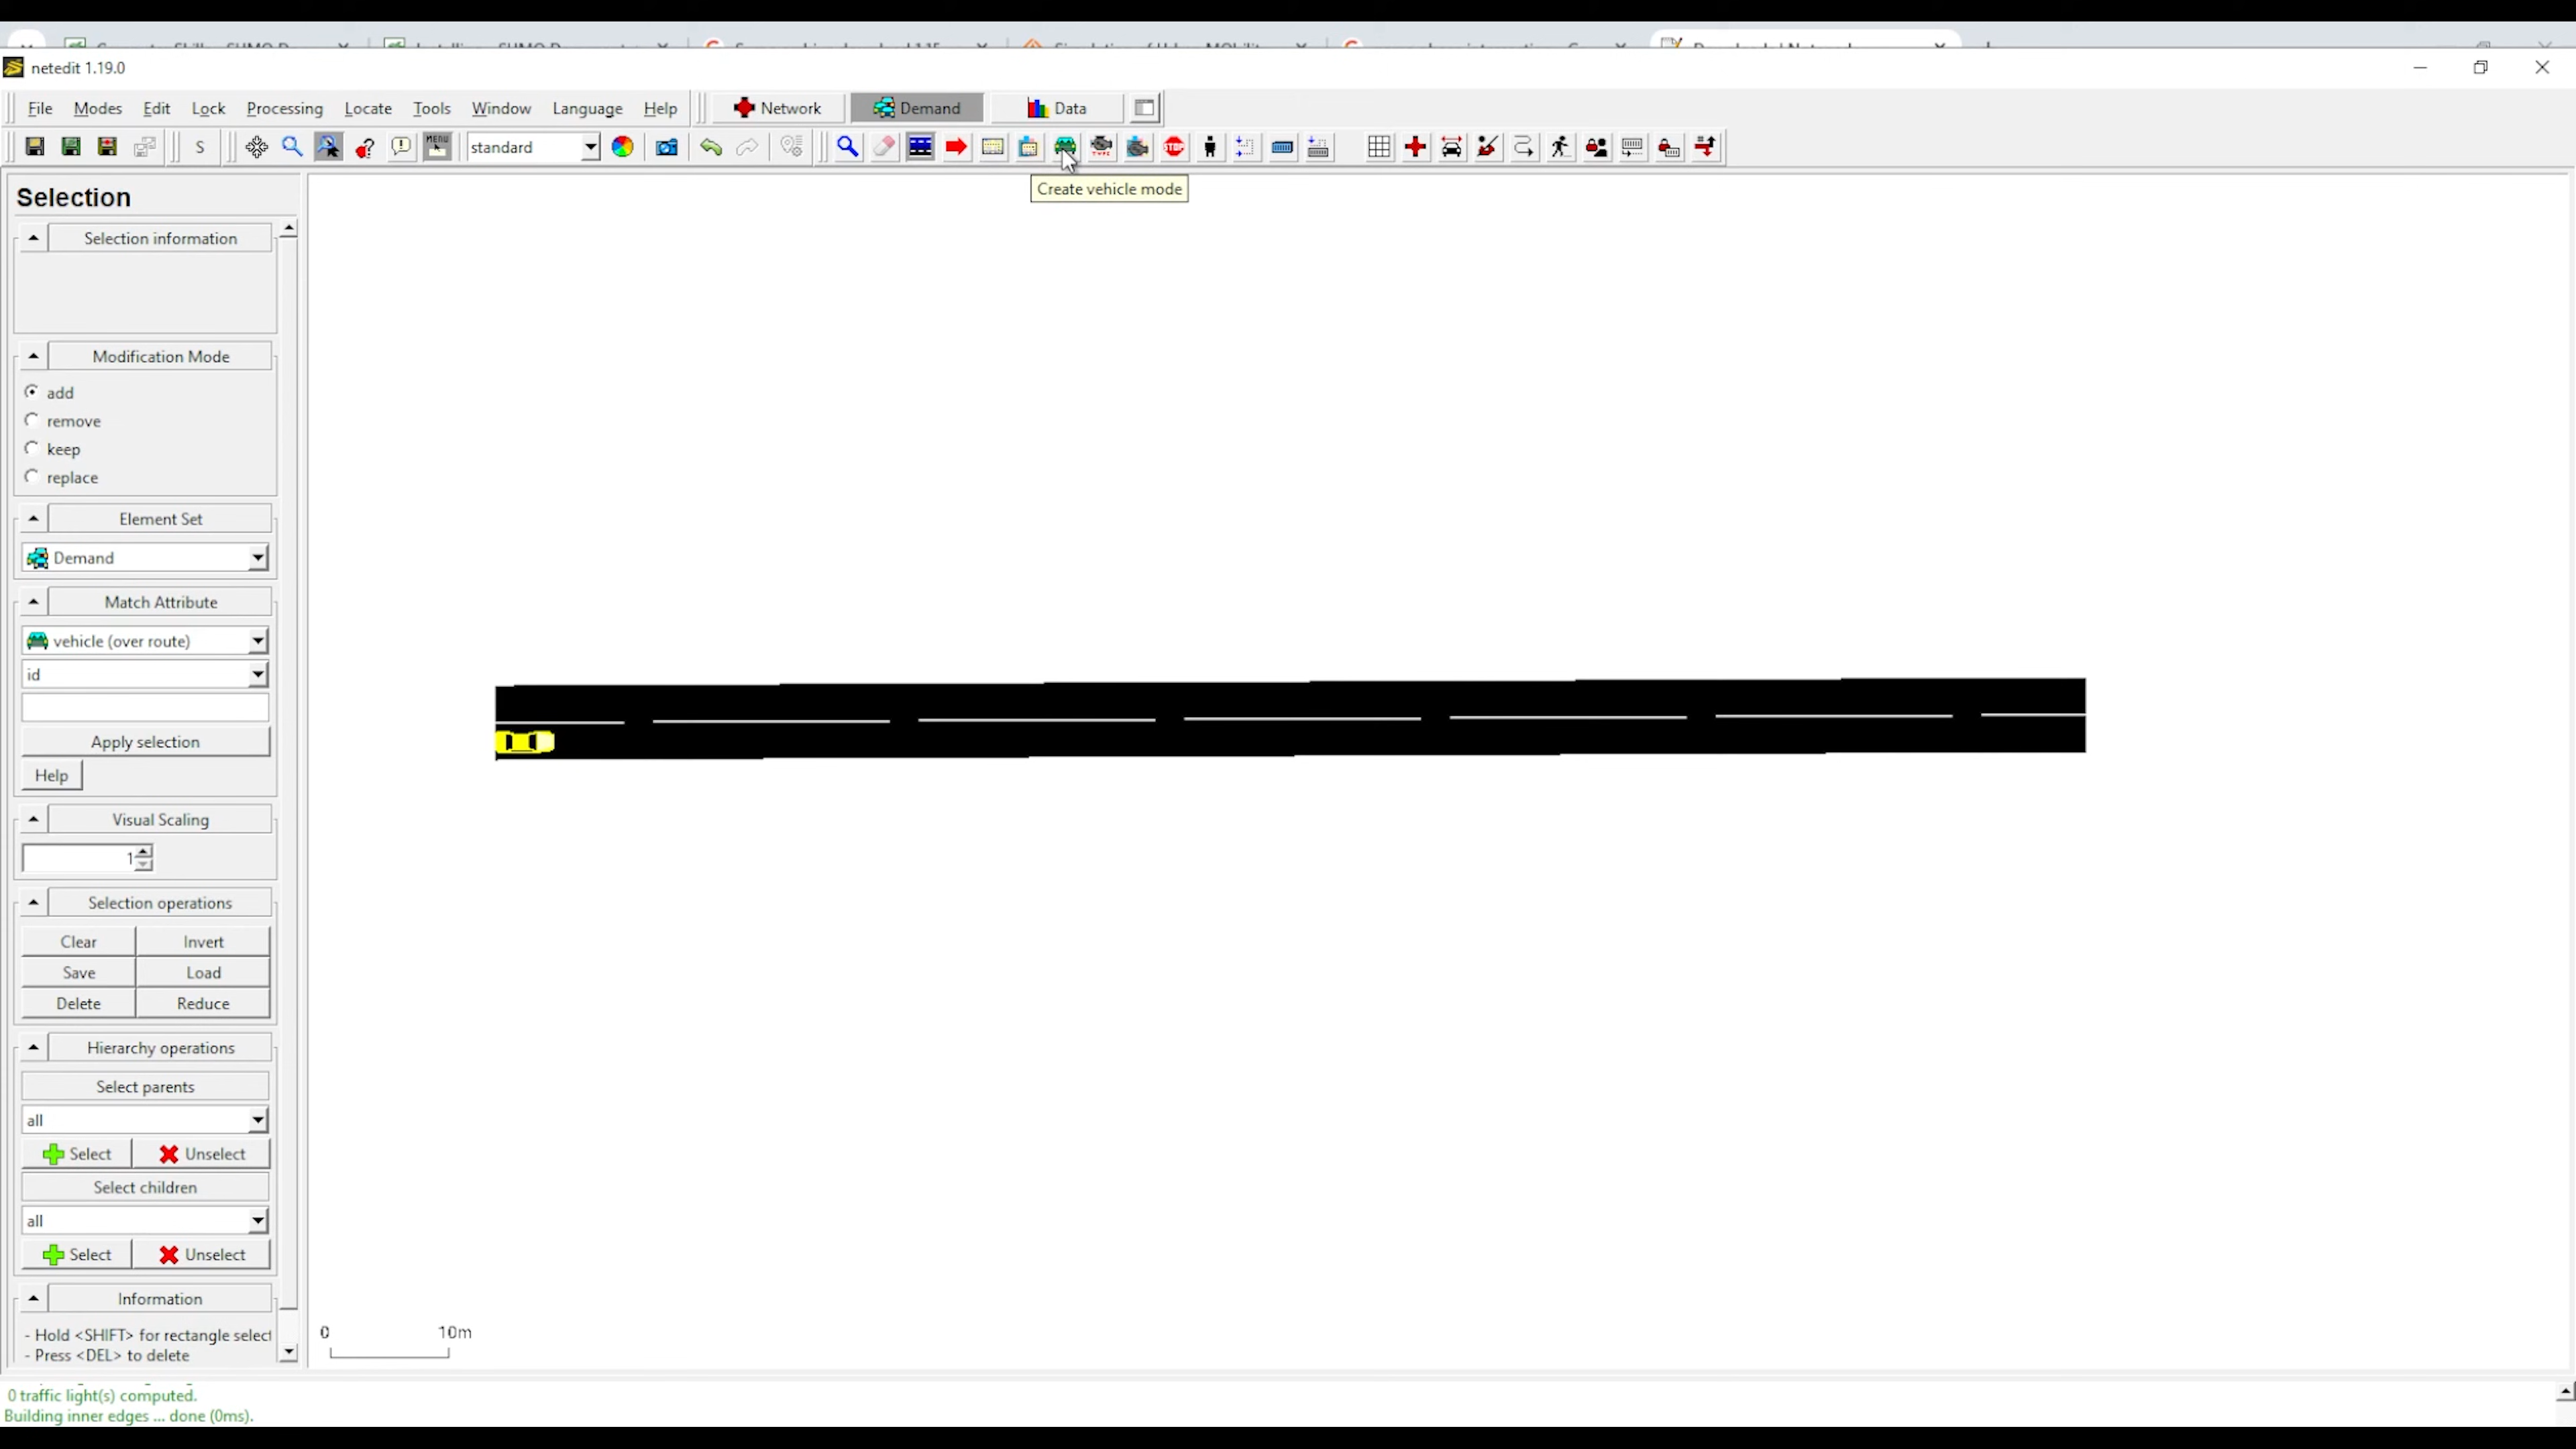 netedit 1.19.0
File Modes Edit Lock Processing Locate Tools Window Language Help Network Demand Data
S MENU standard TYPE STOP
Create vehicle mode
Selection
Selection information
Modification Mode
add
remove
keep
replace
Element Set
Demand
Match Attribute
vehicle (over route)
id
Apply selection
Help
Visual Scaling
1
Selection operations
Clear Invert
Save Load
Delete Reduce
Hierarchy operations
Select parents
all
Select Unselect
Select children
all
Select Unselect
Information
- Hold <SHIFT> for rectangle select
- Press <DEL> to delete
0 10m
0 traffic light(s) computed.
Building inner edges ... done (0ms).